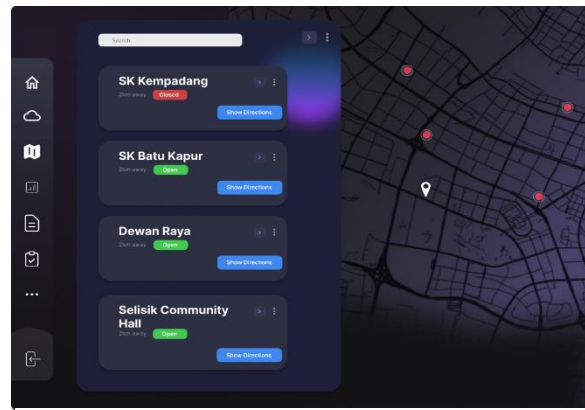 Search
SK Kempadang
2km away Closed
Show Directions
SK Batu Kapur
2km away Open
Show Directions
Dewan Raya
2km away Open
Show Directions
Selisik Community
Hall
2km away Open
Show Directions